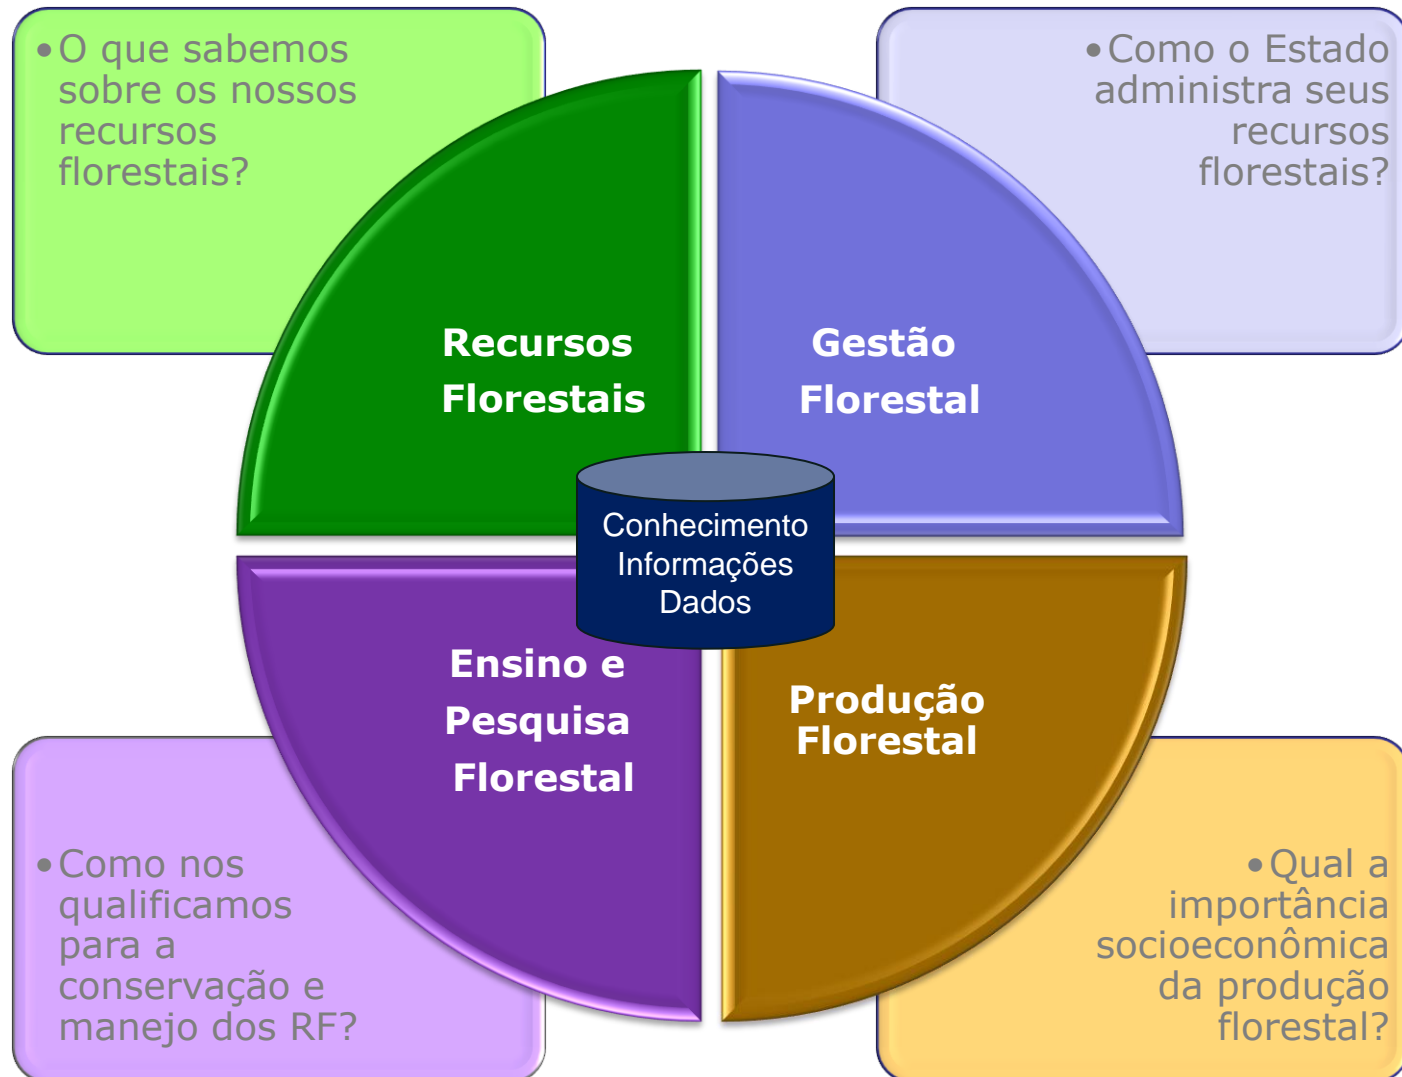 •O que sabemos
sobre os nossos
recursos
florestais?
•Como o Estado
administra seus
recursos
florestais?
Recursos
Florestais
Gestão
Florestal
Conhecimento
Informações
Dados
Ensino e
Pesquisa
Florestal
Produção
Florestal
•Como nos
qualificamos
para a
conservação e
manejo dos RF?
•Qual a
importância
socioeconômica
da produção
florestal?